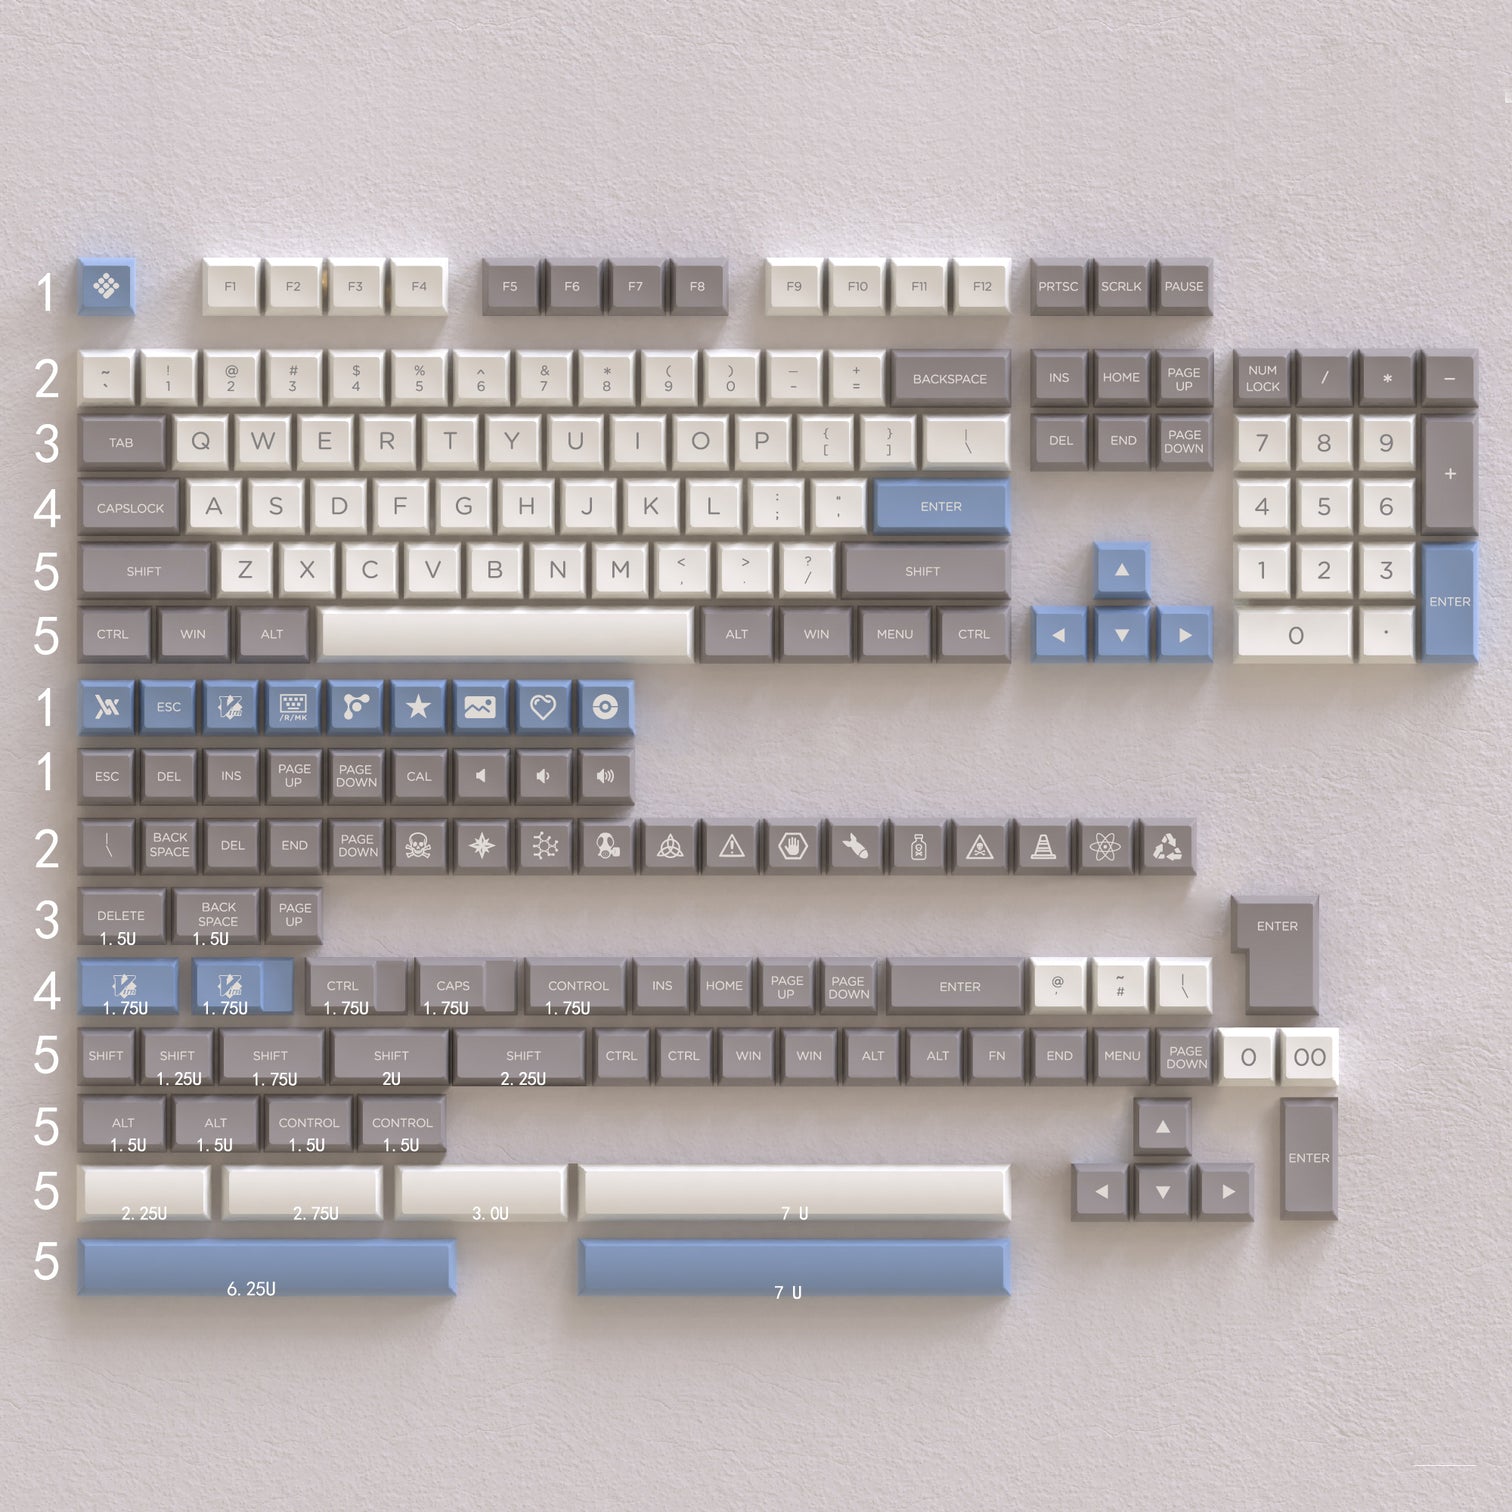 1 F1 F2 F3 F4 F5 F6 F7 F8 F9 F10 F11 F12 PRTSC SCRLK PAUSE
2 ~ ` ! 1 @ 2 # 3 $ 4 % 5 ^ 6 & 7 * 8 ( 9 ) 0 — - + = BACKSPACE INS HOME PAGE UP NUM LOCK / * −
3 TAB Q W E R T Y U I O P { [ } ] | \ DEL END PAGE DOWN 7 8 9 +
4 CAPSLOCK A S D F G H J K L : ; " ' ENTER 4 5 6
5 SHIFT Z X C V B N M < , > . ? / SHIFT ▲ 1 2 3 ENTER
5 CTRL WIN ALT ALT WIN MENU CTRL ◀ ▼ ▶ 0 .
1 ESC VIM /R/MK
1 ESC DEL INS PAGE UP PAGE DOWN CAL
2 | \ BACK SPACE DEL END PAGE DOWN
3 DELETE 1.5U BACK SPACE 1.5U PAGE UP ENTER
4 VIM 1.75U VIM 1.75U CTRL 1.75U CAPS 1.75U CONTROL 1.75U INS HOME PAGE UP PAGE DOWN ENTER @ ' ~ # | \
5 SHIFT SHIFT 1.25U SHIFT 1.75U SHIFT 2U SHIFT 2.25U CTRL CTRL WIN WIN ALT ALT FN END MENU PAGE DOWN 0 00
5 ALT 1.5U ALT 1.5U CONTROL 1.5U CONTROL 1.5U ▲ ENTER
5 2.25U 2.75U 3.0U 7 U ◀ ▼ ▶
5 6.25U 7 U